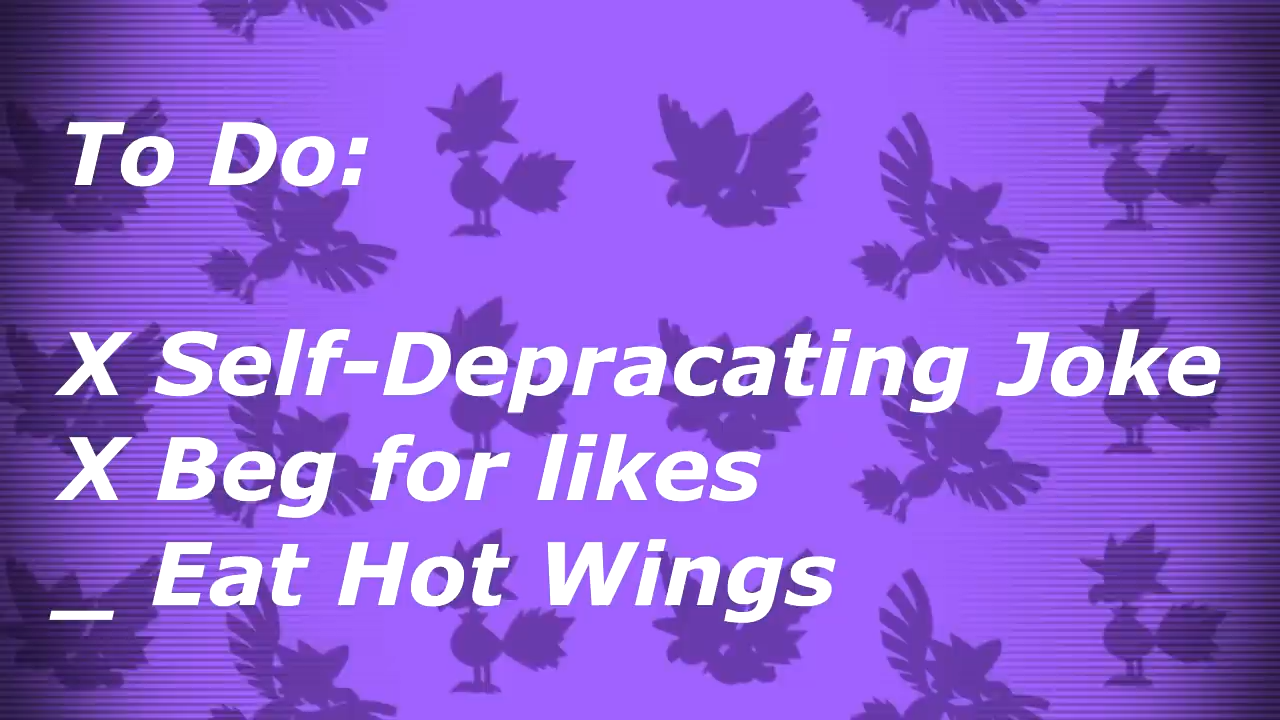 To Do:
X Self-Depracating Joke
X Beg for likes
_ Eat Hot Wings